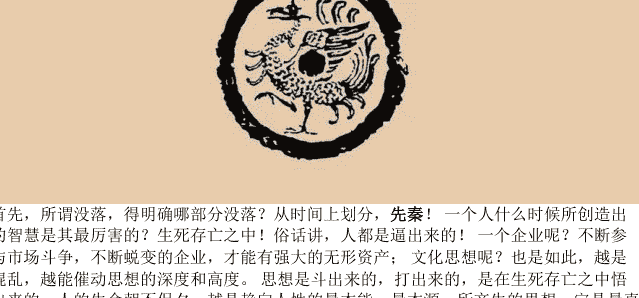 首先，所谓没落，得明确哪部分没落？从时间上划分，先秦！ 一个人什么时候所创造出
的智慧是其最厉害的？生死存亡之中！俗话讲，人都是逼出来的！ 一个企业呢？不断参
与市场斗争，不断蜕变的企业，才能有强大的无形资产； 文化思想呢？也是如此，越是
混乱，越能催动思想的深度和高度。 思想是斗出来的，打出来的，是在生死存亡之中悟